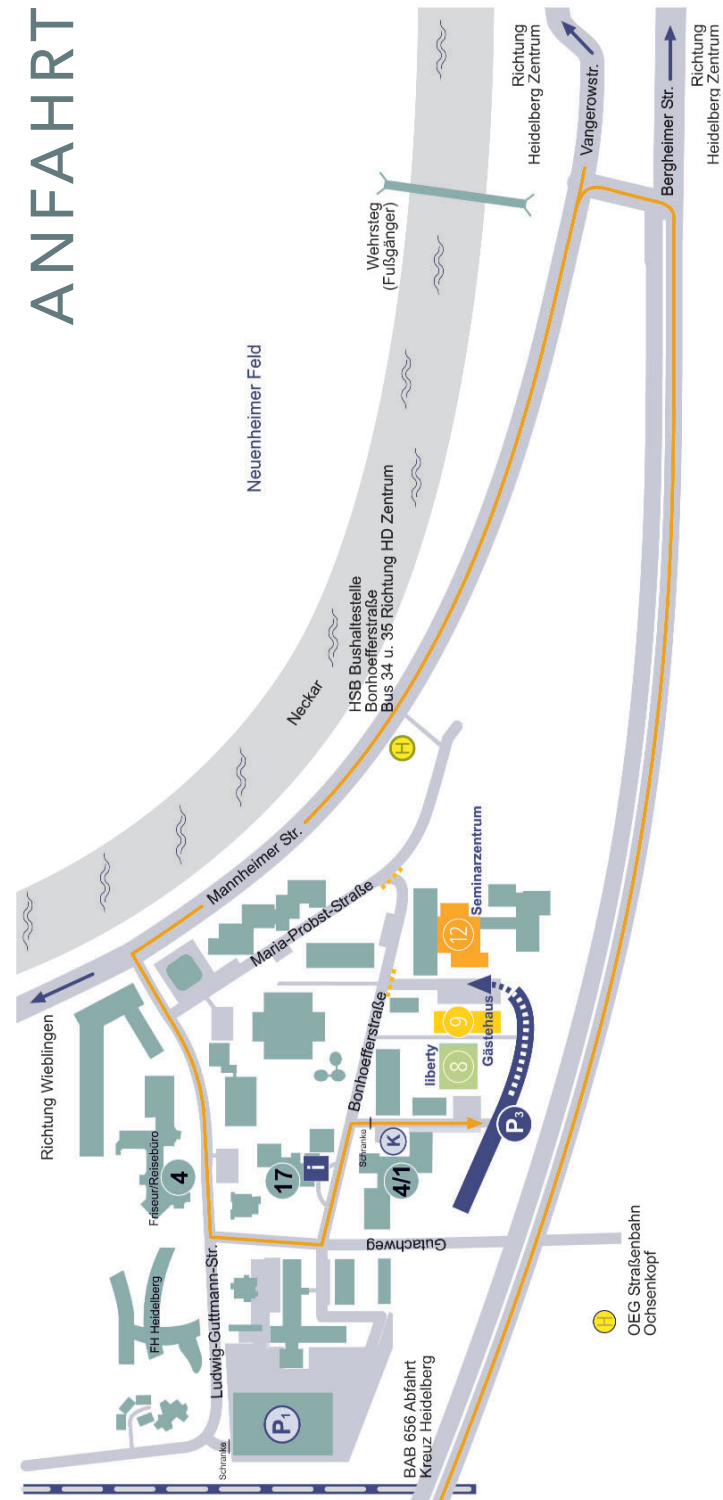 ANFAHRT
Richtung
Heidelberg Zentrum
Vangerowstr.
Bergheimer Str.
Richtung
Heidelberg Zentrum
Wehrsteg
(Fußgänger)
Neuenheimer Feld
Neckar
HSB Bushaltestelle
Bonhoefferstraße
Bus 34 u. 35 Richtung HD Zentrum
H
Mannheimer Str.
Maria-Probst-Straße
Seminarzentrum
12
Richtung Wieblingen
Bonhoefferstraße
liberty
8
Gästehaus
9
Friseur/Reisebüro
4
17
i
Schranke
K
4/1
P3
FH Heidelberg
Ludwig-Guttmann-Str.
Gutachweg
Schranke
P1
BAB 656 Abfahrt
Kreuz Heidelberg
H
OEG Straßenbahn
Ochsenkopf